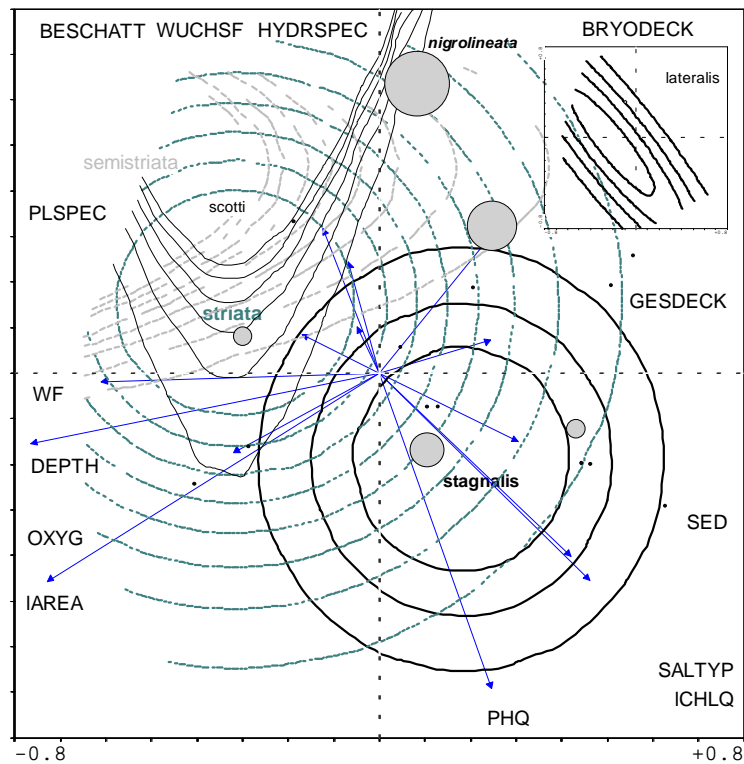 BESCHATT WUCHSF HYDRSPEC BRYODECK
nigrolineata
lateralis
semistriata
PLSPEC
scotti
GESDECK
striata
WF
DEPTH
stagnalis
SED
OXYG
IAREA
SALTYP
ICHLQ
PHQ
-0.8 +0.8